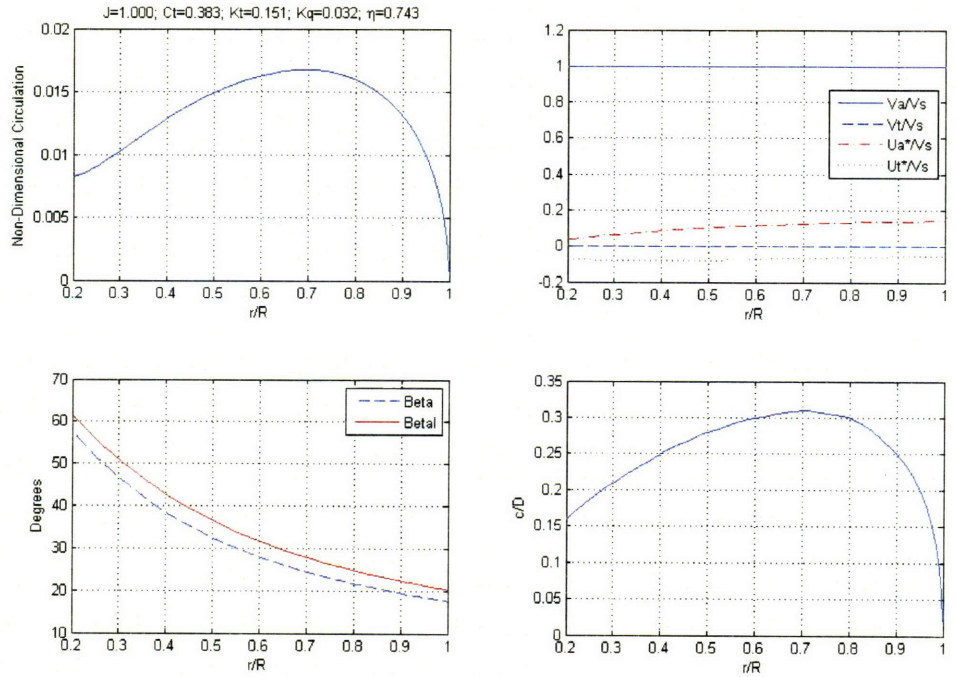 J=1.000; Ct=0.383; Kt=0.151; Kq=0.032; η=0.743
Non-Dimensional Circulation
0.02
0.015
0.01
0.005
0
0.2 0.3 0.4 0.5 0.6 0.7 0.8 0.9 1
r/R
1.2
1
0.8
0.6
0.4
0.2
0
-0.2
Va/Vs
Vt/Vs
Ua*/Vs
Ut*/Vs
0.2 0.3 0.4 0.5 0.6 0.7 0.8 0.9 1
r/R
Degrees
70
60
50
40
30
20
10
Beta
BetaI
0.2 0.3 0.4 0.5 0.6 0.7 0.8 0.9 1
r/R
c/D
0.35
0.3
0.25
0.2
0.15
0.1
0.05
0
0.2 0.3 0.4 0.5 0.6 0.7 0.8 0.9 1
r/R